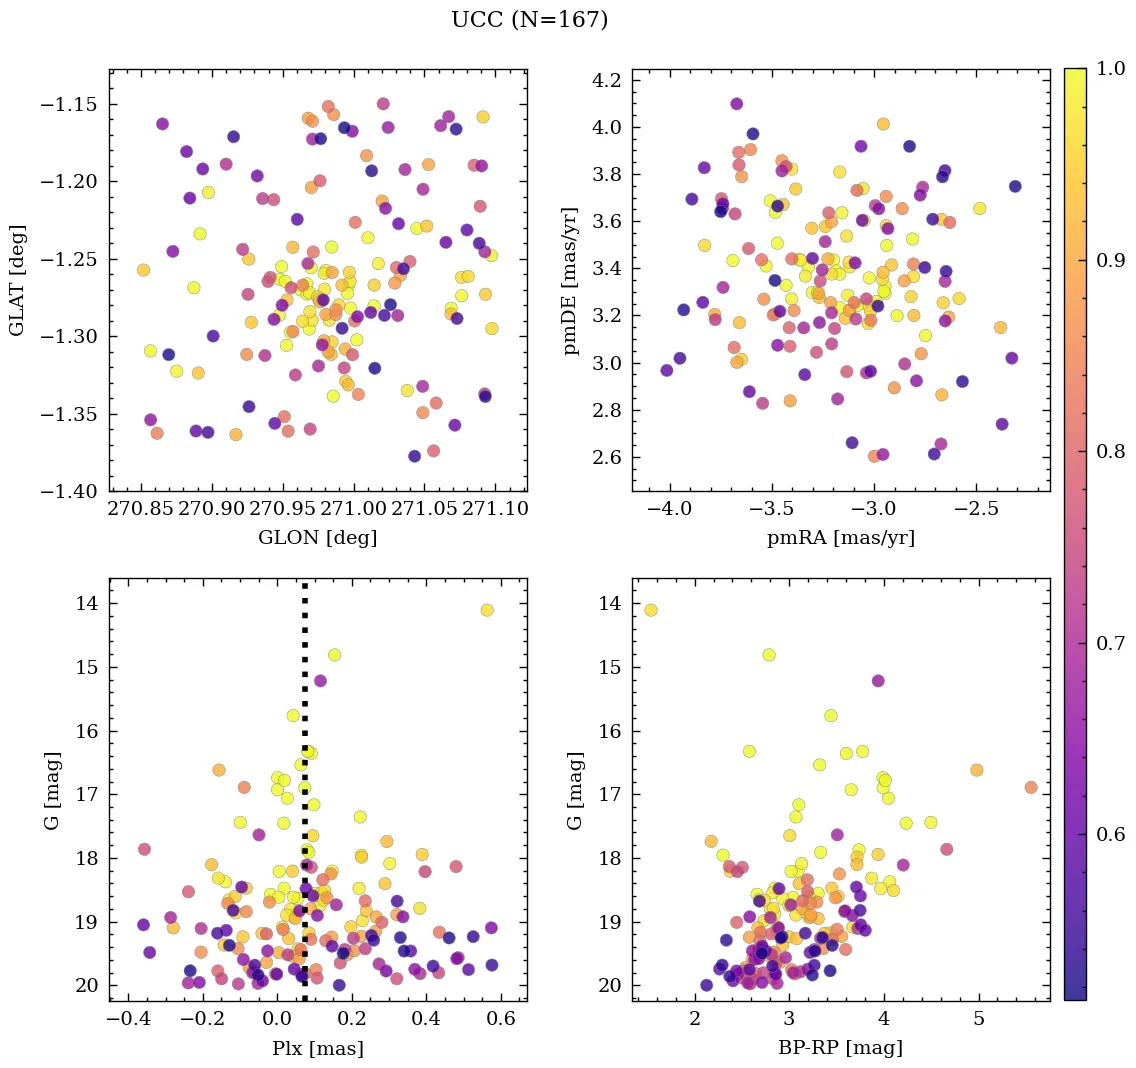 UCC (N=167)
−1.15
−1.20
−1.25
−1.30
−1.35
−1.40
GLAT [deg]
270.85 270.90 270.95 271.00 271.05 271.10
GLON [deg]
4.2
4.0
3.8
3.6
3.4
3.2
3.0
2.8
2.6
pmDE [mas/yr]
−4.0 −3.5 −3.0 −2.5
pmRA [mas/yr]
1.0
0.9
0.8
0.7
0.6
14
15
16
17
18
19
20
G [mag]
−0.4 −0.2 0.0 0.2 0.4 0.6
Plx [mas]
14
15
16
17
18
19
20
G [mag]
2 3 4 5
BP-RP [mag]